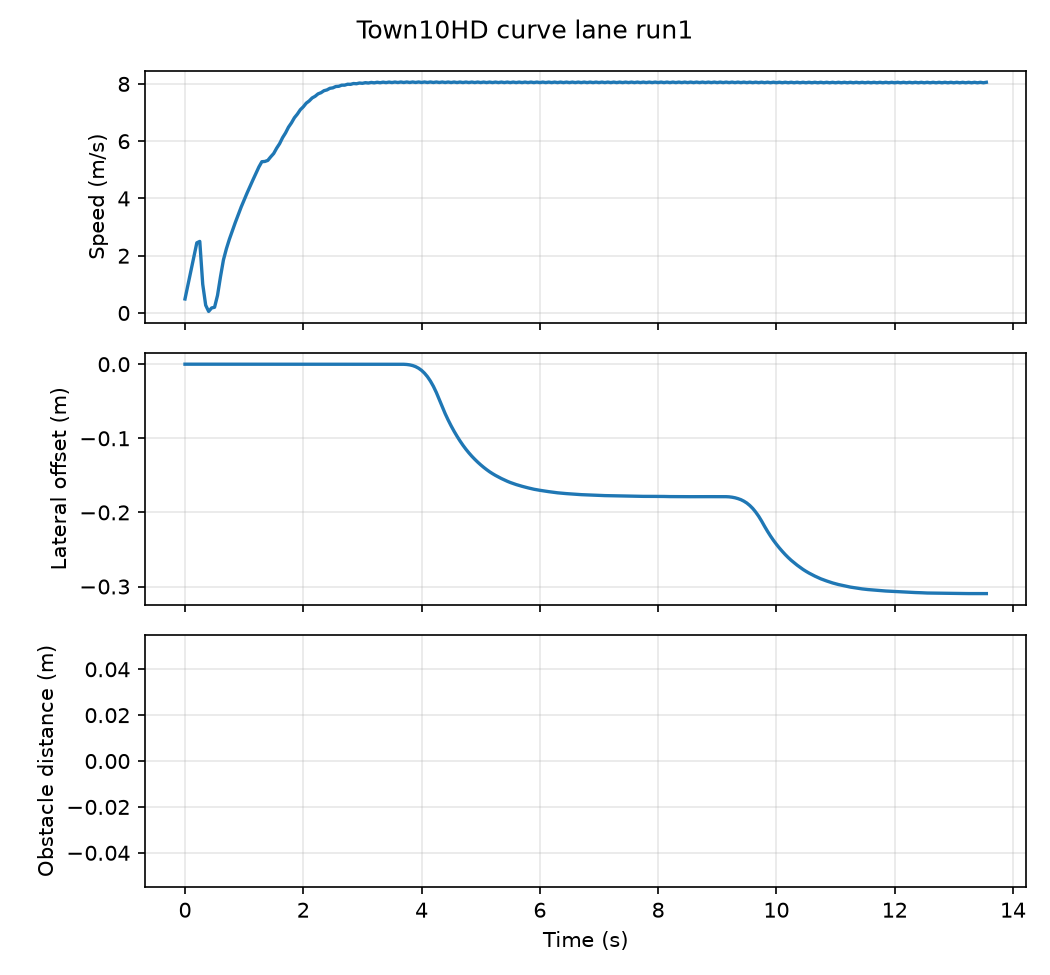 Town10HD curve lane run1
8
6
4
2
0
Speed (m/s)
0.0
−0.1
−0.2
−0.3
Lateral offset (m)
0.04
0.02
0.00
−0.02
−0.04
Obstacle distance (m)
0 2 4 6 8 10 12 14
Time (s)